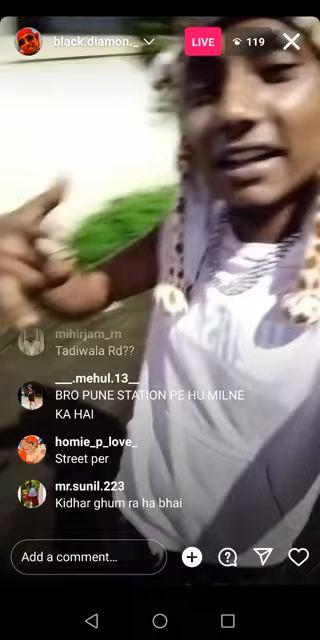 black.diamon._
LIVE
119
mihirjam_rn
Tadiwala Rd??
___.mehul.13__
BRO PUNE STATION PE HU MILNE
KA HAI
homie_p_love_
Street per
mr.sunil.223
Kidhar ghum ra ha bhai
Add a comment...